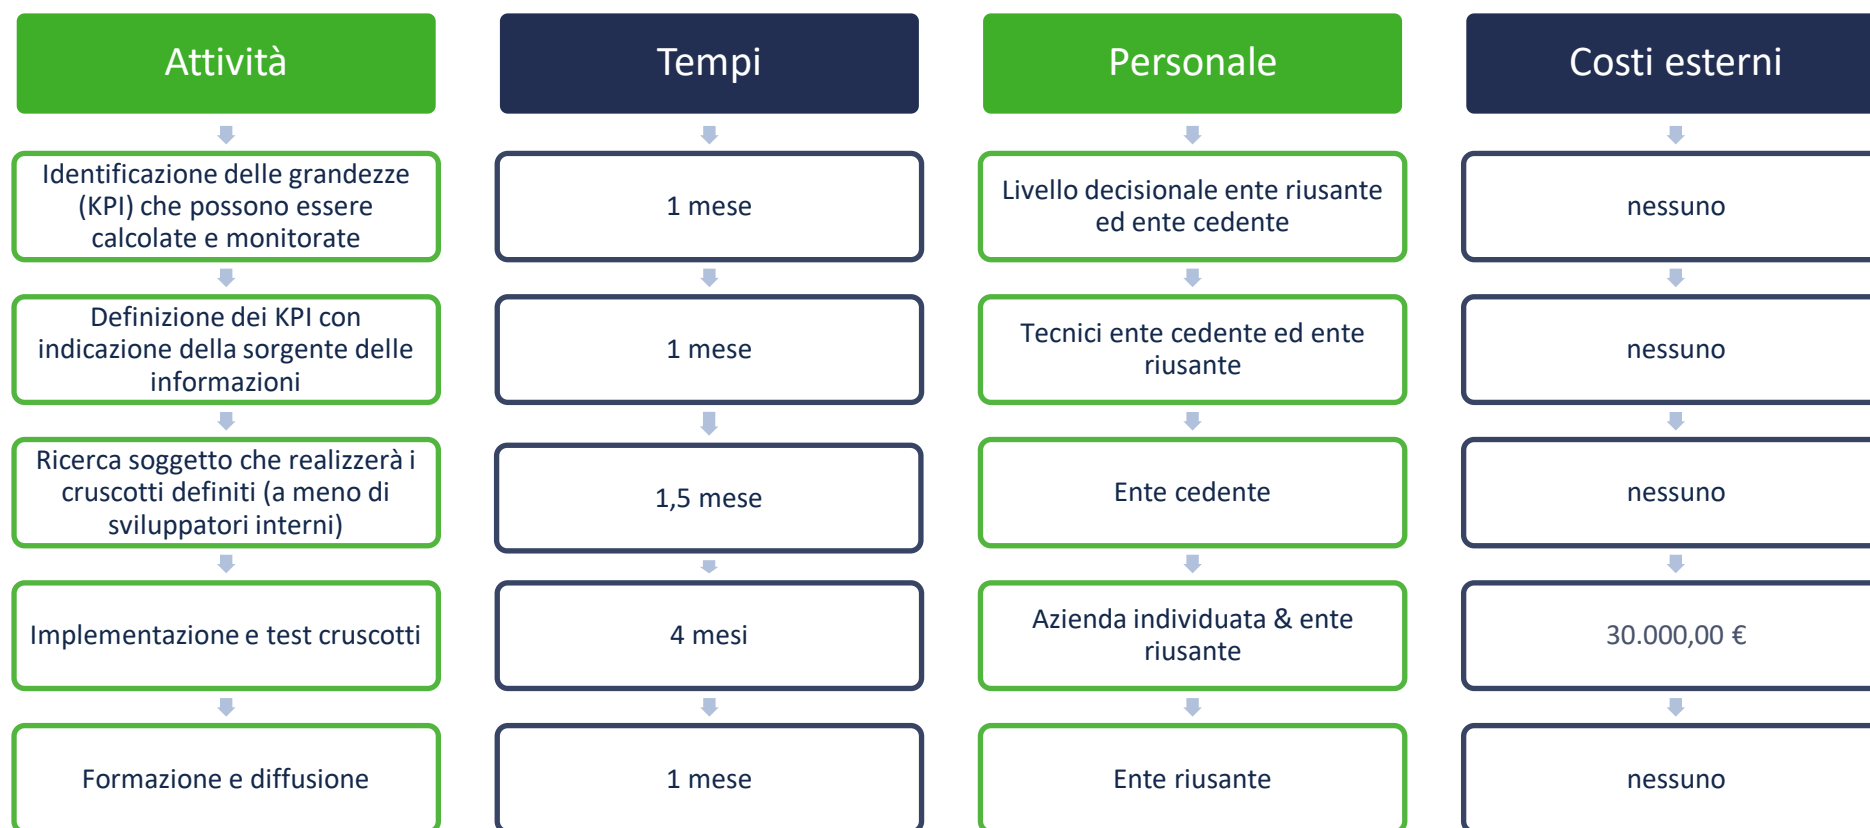 Attività
Tempi
Personale
Costi esterni
Identificazione delle grandezze
(KPI) che possono essere
calcolate e monitorate
1 mese
Livello decisionale ente riusante
ed ente cedente
nessuno
Definizione dei KPI con
indicazione della sorgente delle
informazioni
1 mese
Tecnici ente cedente ed ente
riusante
nessuno
Ricerca soggetto che realizzerà i
cruscotti definiti (a meno di
sviluppatori interni)
1,5 mese
Ente cedente
nessuno
Implementazione e test cruscotti
4 mesi
Azienda individuata & ente
riusante
30.000,00 €
Formazione e diffusione
1 mese
Ente riusante
nessuno